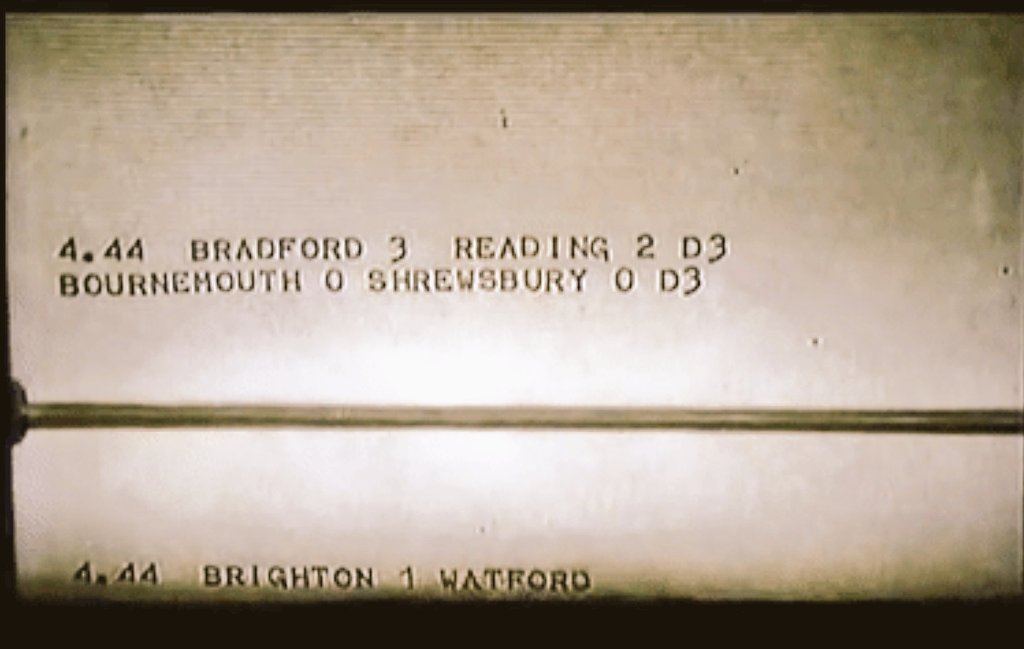 4.44 BRADFORD 3 READING 2 D3
BOURNEMOUTH 0 SHREWSBURY 0 D3
4.44 BRIGHTON 1 WATFORD